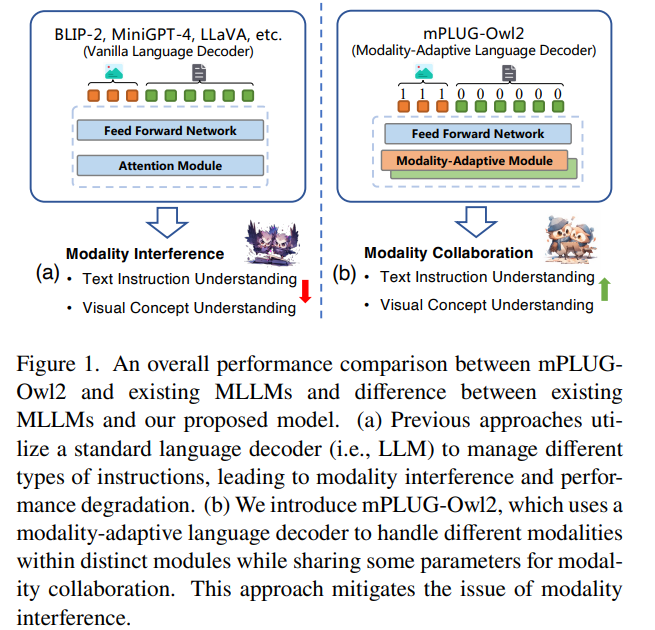 BLIP-2, MiniGPT-4, LLaVA, etc.
(Vanilla Language Decoder)
Feed Forward Network
Attention Module
Modality Interference
(a)
• Text Instruction Understanding
• Visual Concept Understanding
mPLUG-Owl2
(Modality-Adaptive Language Decoder)
1 1 1 0 0 0 0 0 0
Feed Forward Network
Modality-Adaptive Module
Modality Collaboration
(b)
• Text Instruction Understanding
• Visual Concept Understanding
Figure 1. An overall performance comparison between mPLUG-
Owl2 and existing MLLMs and difference between existing
MLLMs and our proposed model. (a) Previous approaches uti-
lize a standard language decoder (i.e., LLM) to manage different
types of instructions, leading to modality interference and perfor-
mance degradation. (b) We introduce mPLUG-Owl2, which uses a
modality-adaptive language decoder to handle different modalities
within distinct modules while sharing some parameters for modal-
ity collaboration. This approach mitigates the issue of modality
interference.